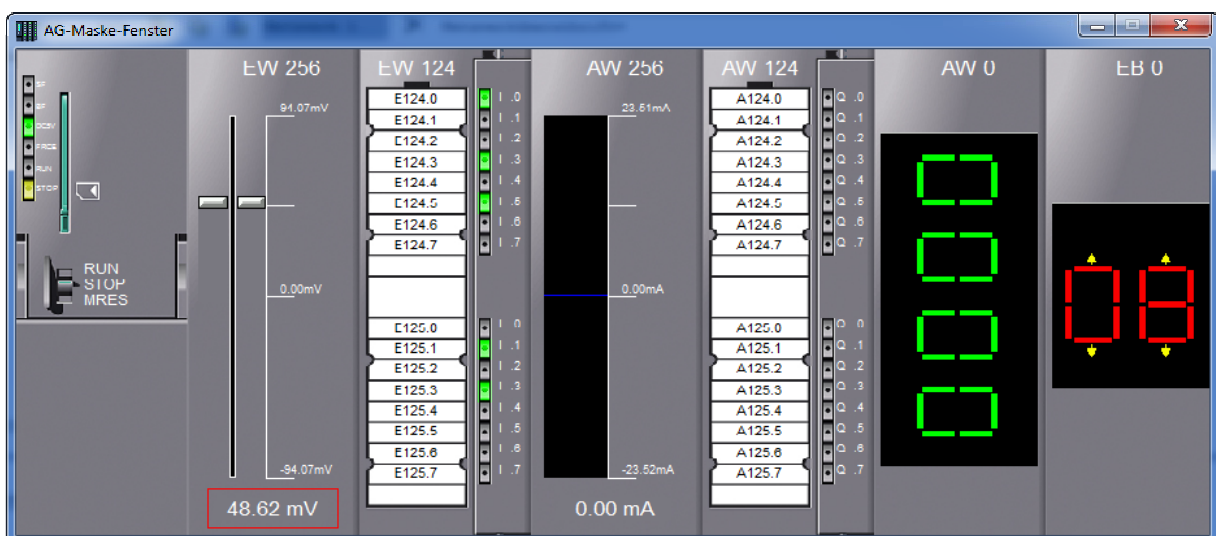 AG-Maske-Fenster
SF
BF
DC5V
FRCE
RUN
STOP
RUN
STOP
MRES
EW 256
94.07mV
0.00mV
-94.07mV
48.62 mV
EW 124
E124.0 I .0
E124.1 I .1
E124.2 I .2
E124.3 I .3
E124.4 I .4
E124.5 I .5
E124.6 I .6
E124.7 I .7
E125.0 I .0
E125.1 I .1
E125.2 I .2
E125.3 I .3
E125.4 I .4
E125.5 I .5
E125.6 I .6
E125.7 I .7
AW 256
23.51mA
0.00mA
-23.52mA
0.00 mA
AW 124
A124.0 Q .0
A124.1 Q .1
A124.2 Q .2
A124.3 Q .3
A124.4 Q .4
A124.5 Q .5
A124.6 Q .6
A124.7 Q .7
A125.0 Q .0
A125.1 Q .1
A125.2 Q .2
A125.3 Q .3
A125.4 Q .4
A125.5 Q .5
A125.6 Q .6
A125.7 Q .7
AW 0
0
0
0
0
EB 0
08